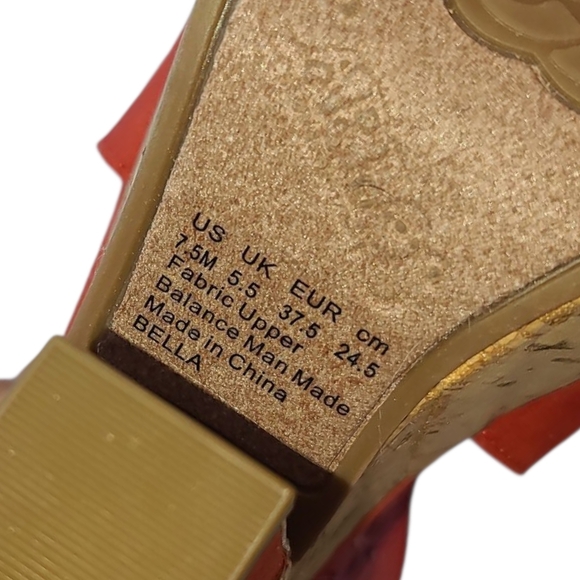 US UK EUR cm
7.5M 5.5 37.5 24.5
Fabric Upper
Balance Man Made
Made in China
BELLA